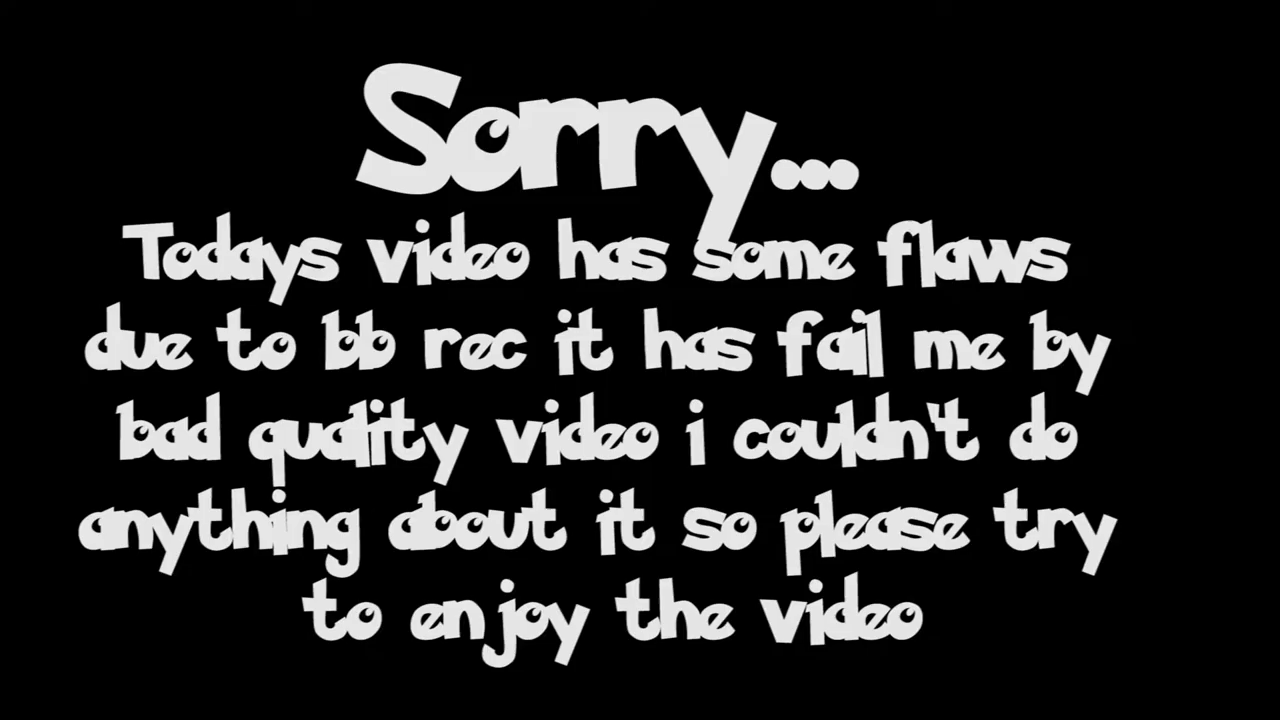 Sorry...
Todays video has some flaws
due to bb rec it has fail me by
bad quality video i couldn't do
anything about it so please try
to enjoy the video